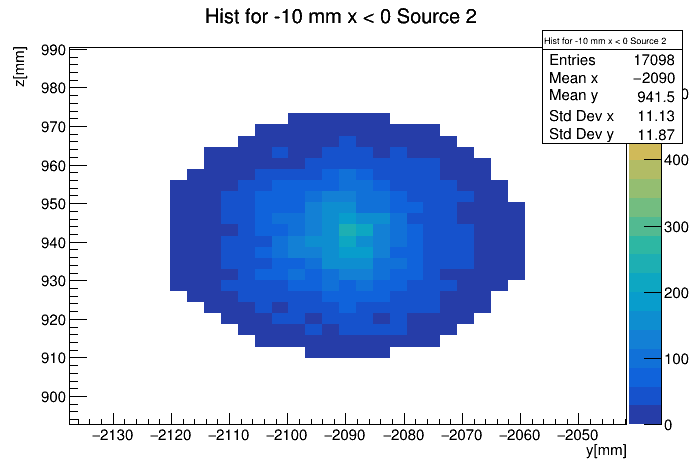 Hist for -10 mm x < 0 Source 2
z[mm]
990
980
970
960
950
940
930
920
910
900
−2130 −2120 −2110 −2100 −2090 −2080 −2070 −2060 −2050
y[mm]
Hist for -10 mm x < 0 Source 2
Entries 17098
Mean x −2090
Mean y 941.5
Std Dev x 11.13
Std Dev y 11.87
400
300
200
100
0